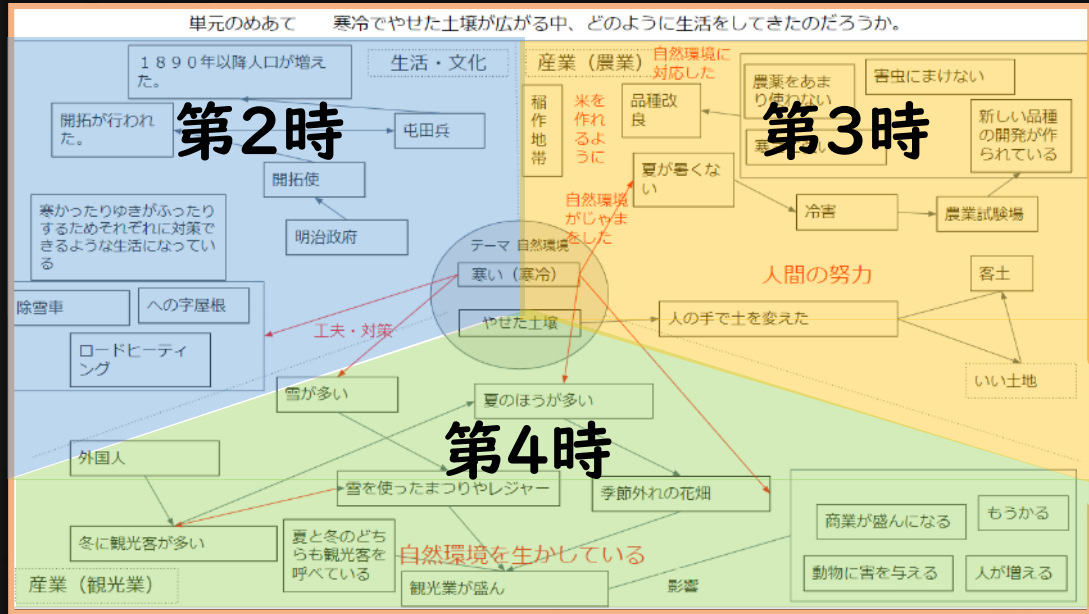 単元のめあて　　寒冷でやせた土壌が広がる中、どのように生活をしてきたのだろうか。
生活・文化
１８９０年以降人口が増え
た。
開拓が行われ
た。
屯田兵
第2時
開拓使
明治政府
寒かったりゆきがふったり
するためそれぞれに対策で
きるような生活になってい
る
除雪車
への字屋根
ロードヒーティ
ング
工夫・対策
テーマ 自然環境
寒い（寒冷）
やせた土壌
産業（農業）
自然環境に
対応した
稲作地帯
米を
作れ
るよ
うに
品種改
良
農薬をあま
り使わない
害虫にまけない
新しい品種
の開発が作
られている
第3時
夏が暑くな
い
自然環境
がじゃま
をした
冷害
農業試験場
人間の努力
客土
人の手で土を変えた
いい土地
雪が多い
夏のほうが多い
第4時
外国人
雪を使ったまつりやレジャー
季節外れの花畑
冬に観光客が多い
夏と冬のどち
らも観光客を
呼べている
自然環境を生かしている
観光業が盛ん
影響
商業が盛んになる
もうかる
動物に害を与える
人が増える
産業（観光業）